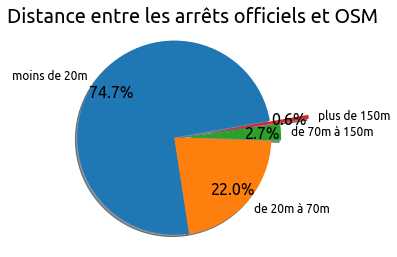 Distance entre les arrêts officiels et OSM
moins de 20m
74.7%
0.6%
plus de 150m
2.7%
de 70m à 150m
22.0%
de 20m à 70m